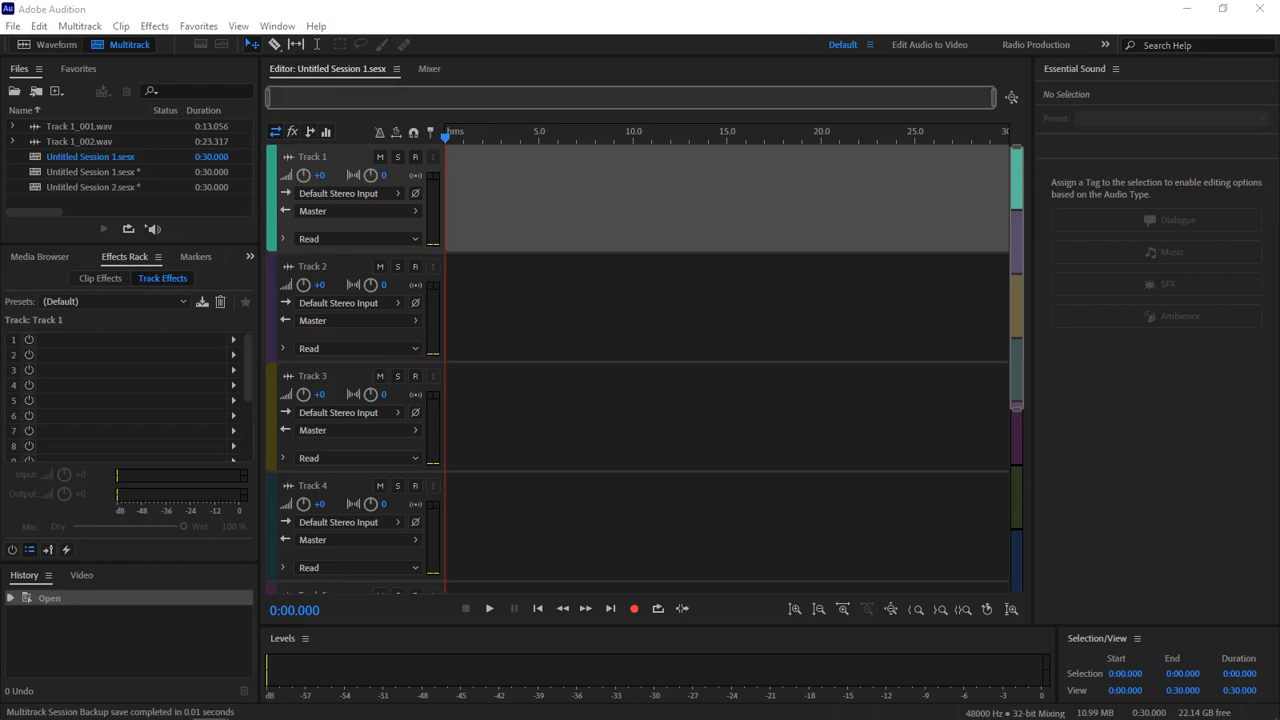 Au Adobe Audition
File Edit Multitrack Clip Effects Favorites View Window Help
Waveform Multitrack Default Edit Audio to Video Radio Production Search Help
Files Favorites
Name Status Duration
Track 1_001.wav 0:13.056
Track 1_002.wav 0:23.317
Untitled Session 1.sesx 0:30.000
Untitled Session 1.sesx * 0:30.000
Untitled Session 2.sesx * 0:30.000
Media Browser Effects Rack Markers
Clip Effects Track Effects
Presets: (Default)
Track: Track 1
1
2
3
4
5
6
7
8
Input: +0
Output: +0
dB -48 -36 -24 -12 0
Mix: Dry Wet 100 %
History Video
Open
0 Undo
Multitrack Session Backup save completed in 0.01 seconds
Editor: Untitled Session 1.sesx Mixer
fx hms 5.0 10.0 15.0 20.0 25.0 30
Track 1 M S R I
+0 0
Default Stereo Input
Master
Read
Track 2 M S R I
+0 0
Default Stereo Input
Master
Read
Track 3 M S R I
+0 0
Default Stereo Input
Master
Read
Track 4 M S R I
+0 0
Default Stereo Input
Master
Read
0:00.000
Levels
dB -57 -54 -51 -48 -45 -42 -39 -36 -33 -30 -27 -24 -21 -18 -15 -12 -9 -6 -3 0
Essential Sound
No Selection
Preset:
Assign a Tag to the selection to enable editing options
based on the Audio Type.
Dialogue
Music
SFX
Ambience
Selection/View
Start End Duration
Selection 0:00.000 0:00.000 0:00.000
View 0:00.000 0:30.000 0:30.000
48000 Hz • 32-bit Mixing 10.99 MB 0:30.000 22.14 GB free